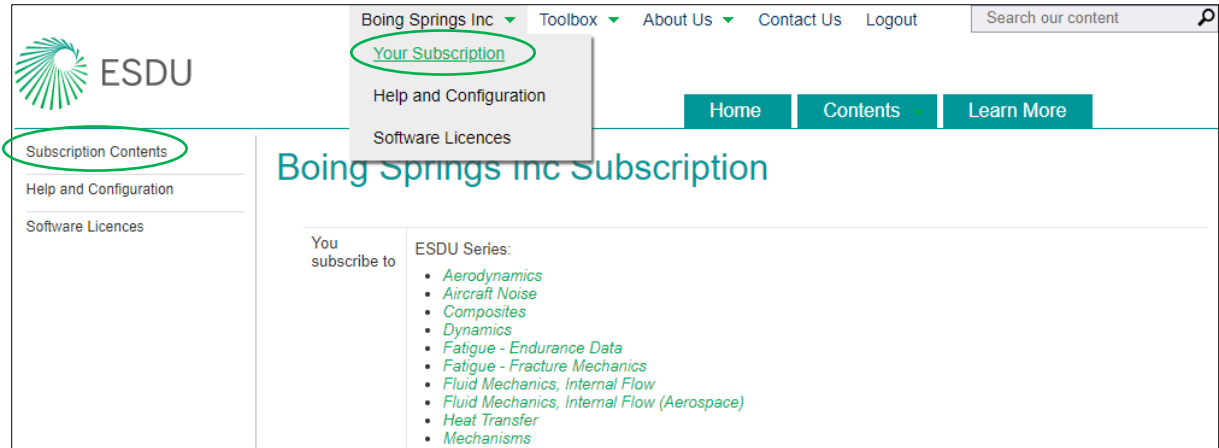 Boing Springs Inc Toolbox About Us Contact Us Logout Search our content
Your Subscription
Help and Configuration
Software Licences
ESDU
Home Contents Learn More
Subscription Contents
Help and Configuration
Software Licences
Boing Springs Inc Subscription
You
subscribe to
ESDU Series:
Aerodynamics
Aircraft Noise
Composites
Dynamics
Fatigue - Endurance Data
Fatigue - Fracture Mechanics
Fluid Mechanics, Internal Flow
Fluid Mechanics, Internal Flow (Aerospace)
Heat Transfer
Mechanisms